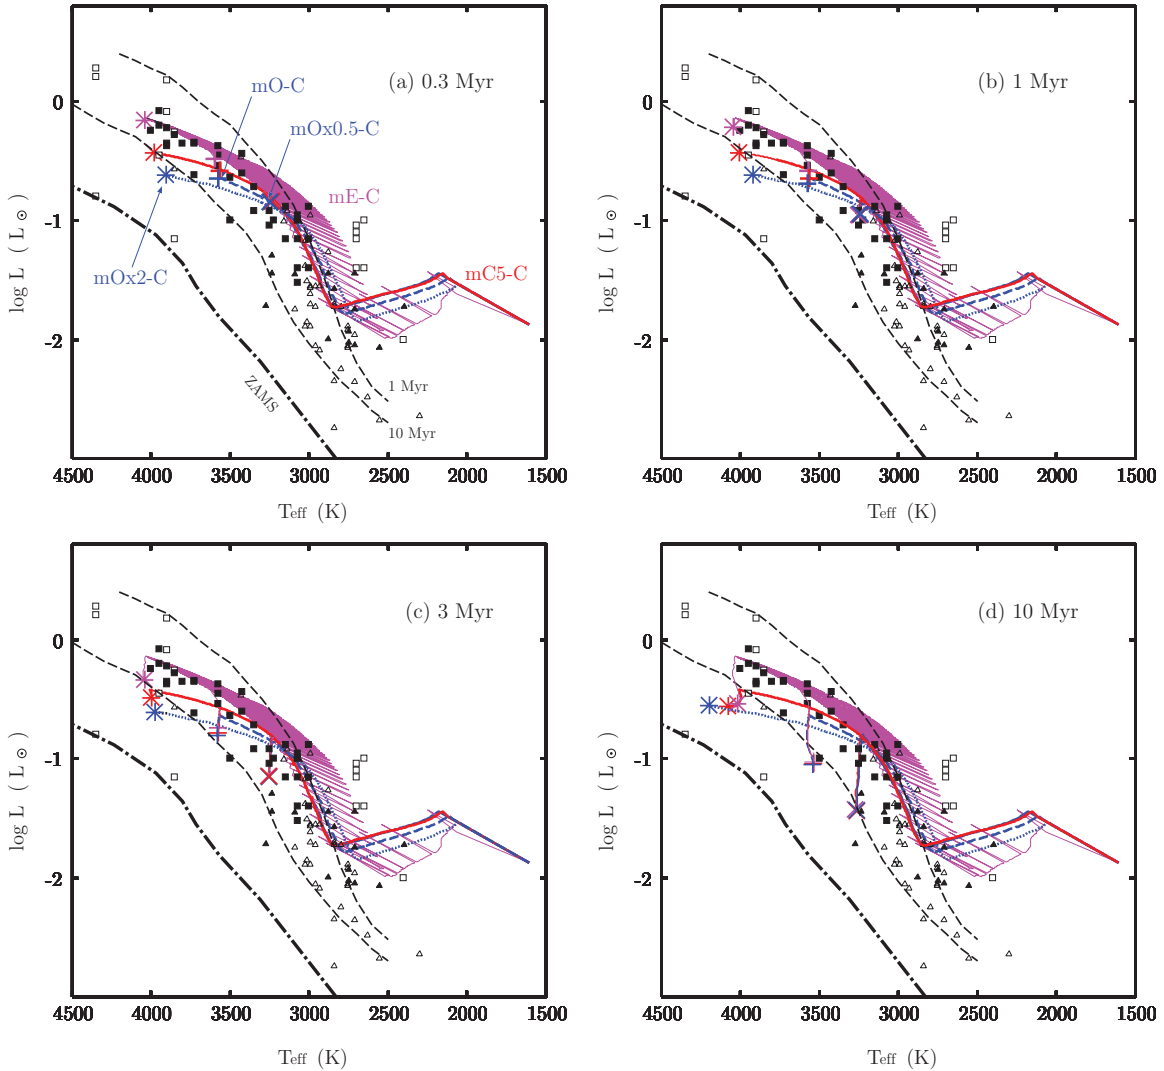 (a) 0.3 Myr
mO-C
mOx0.5-C
mE-C
mC5-C
mOx2-C
ZAMS
1 Myr
10 Myr
0
-1
-2
log L ( L⊙ )
4500 4000 3500 3000 2500 2000 1500
Teff (K)
(b) 1 Myr
0
-1
-2
log L ( L⊙ )
4500 4000 3500 3000 2500 2000 1500
Teff (K)
(c) 3 Myr
0
-1
-2
log L ( L⊙ )
4500 4000 3500 3000 2500 2000 1500
Teff (K)
(d) 10 Myr
0
-1
-2
log L ( L⊙ )
4500 4000 3500 3000 2500 2000 1500
Teff (K)